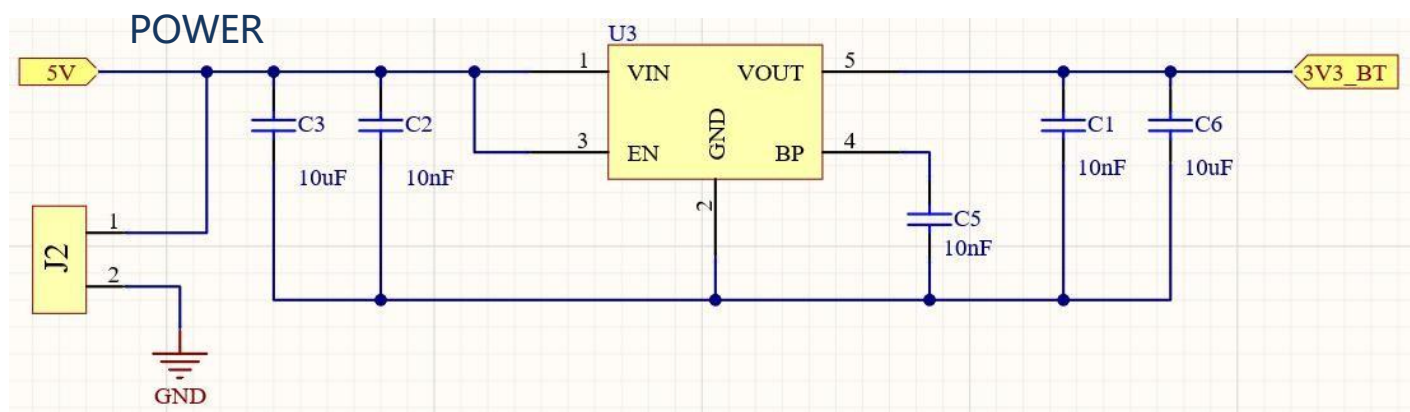 POWER
U3
5V
1
VIN
VOUT
5
3V3_BT
C3
10uF
C2
10nF
3
EN
GND
BP
4
C1
10nF
C6
10uF
2
C5
10nF
J2
1
2
GND